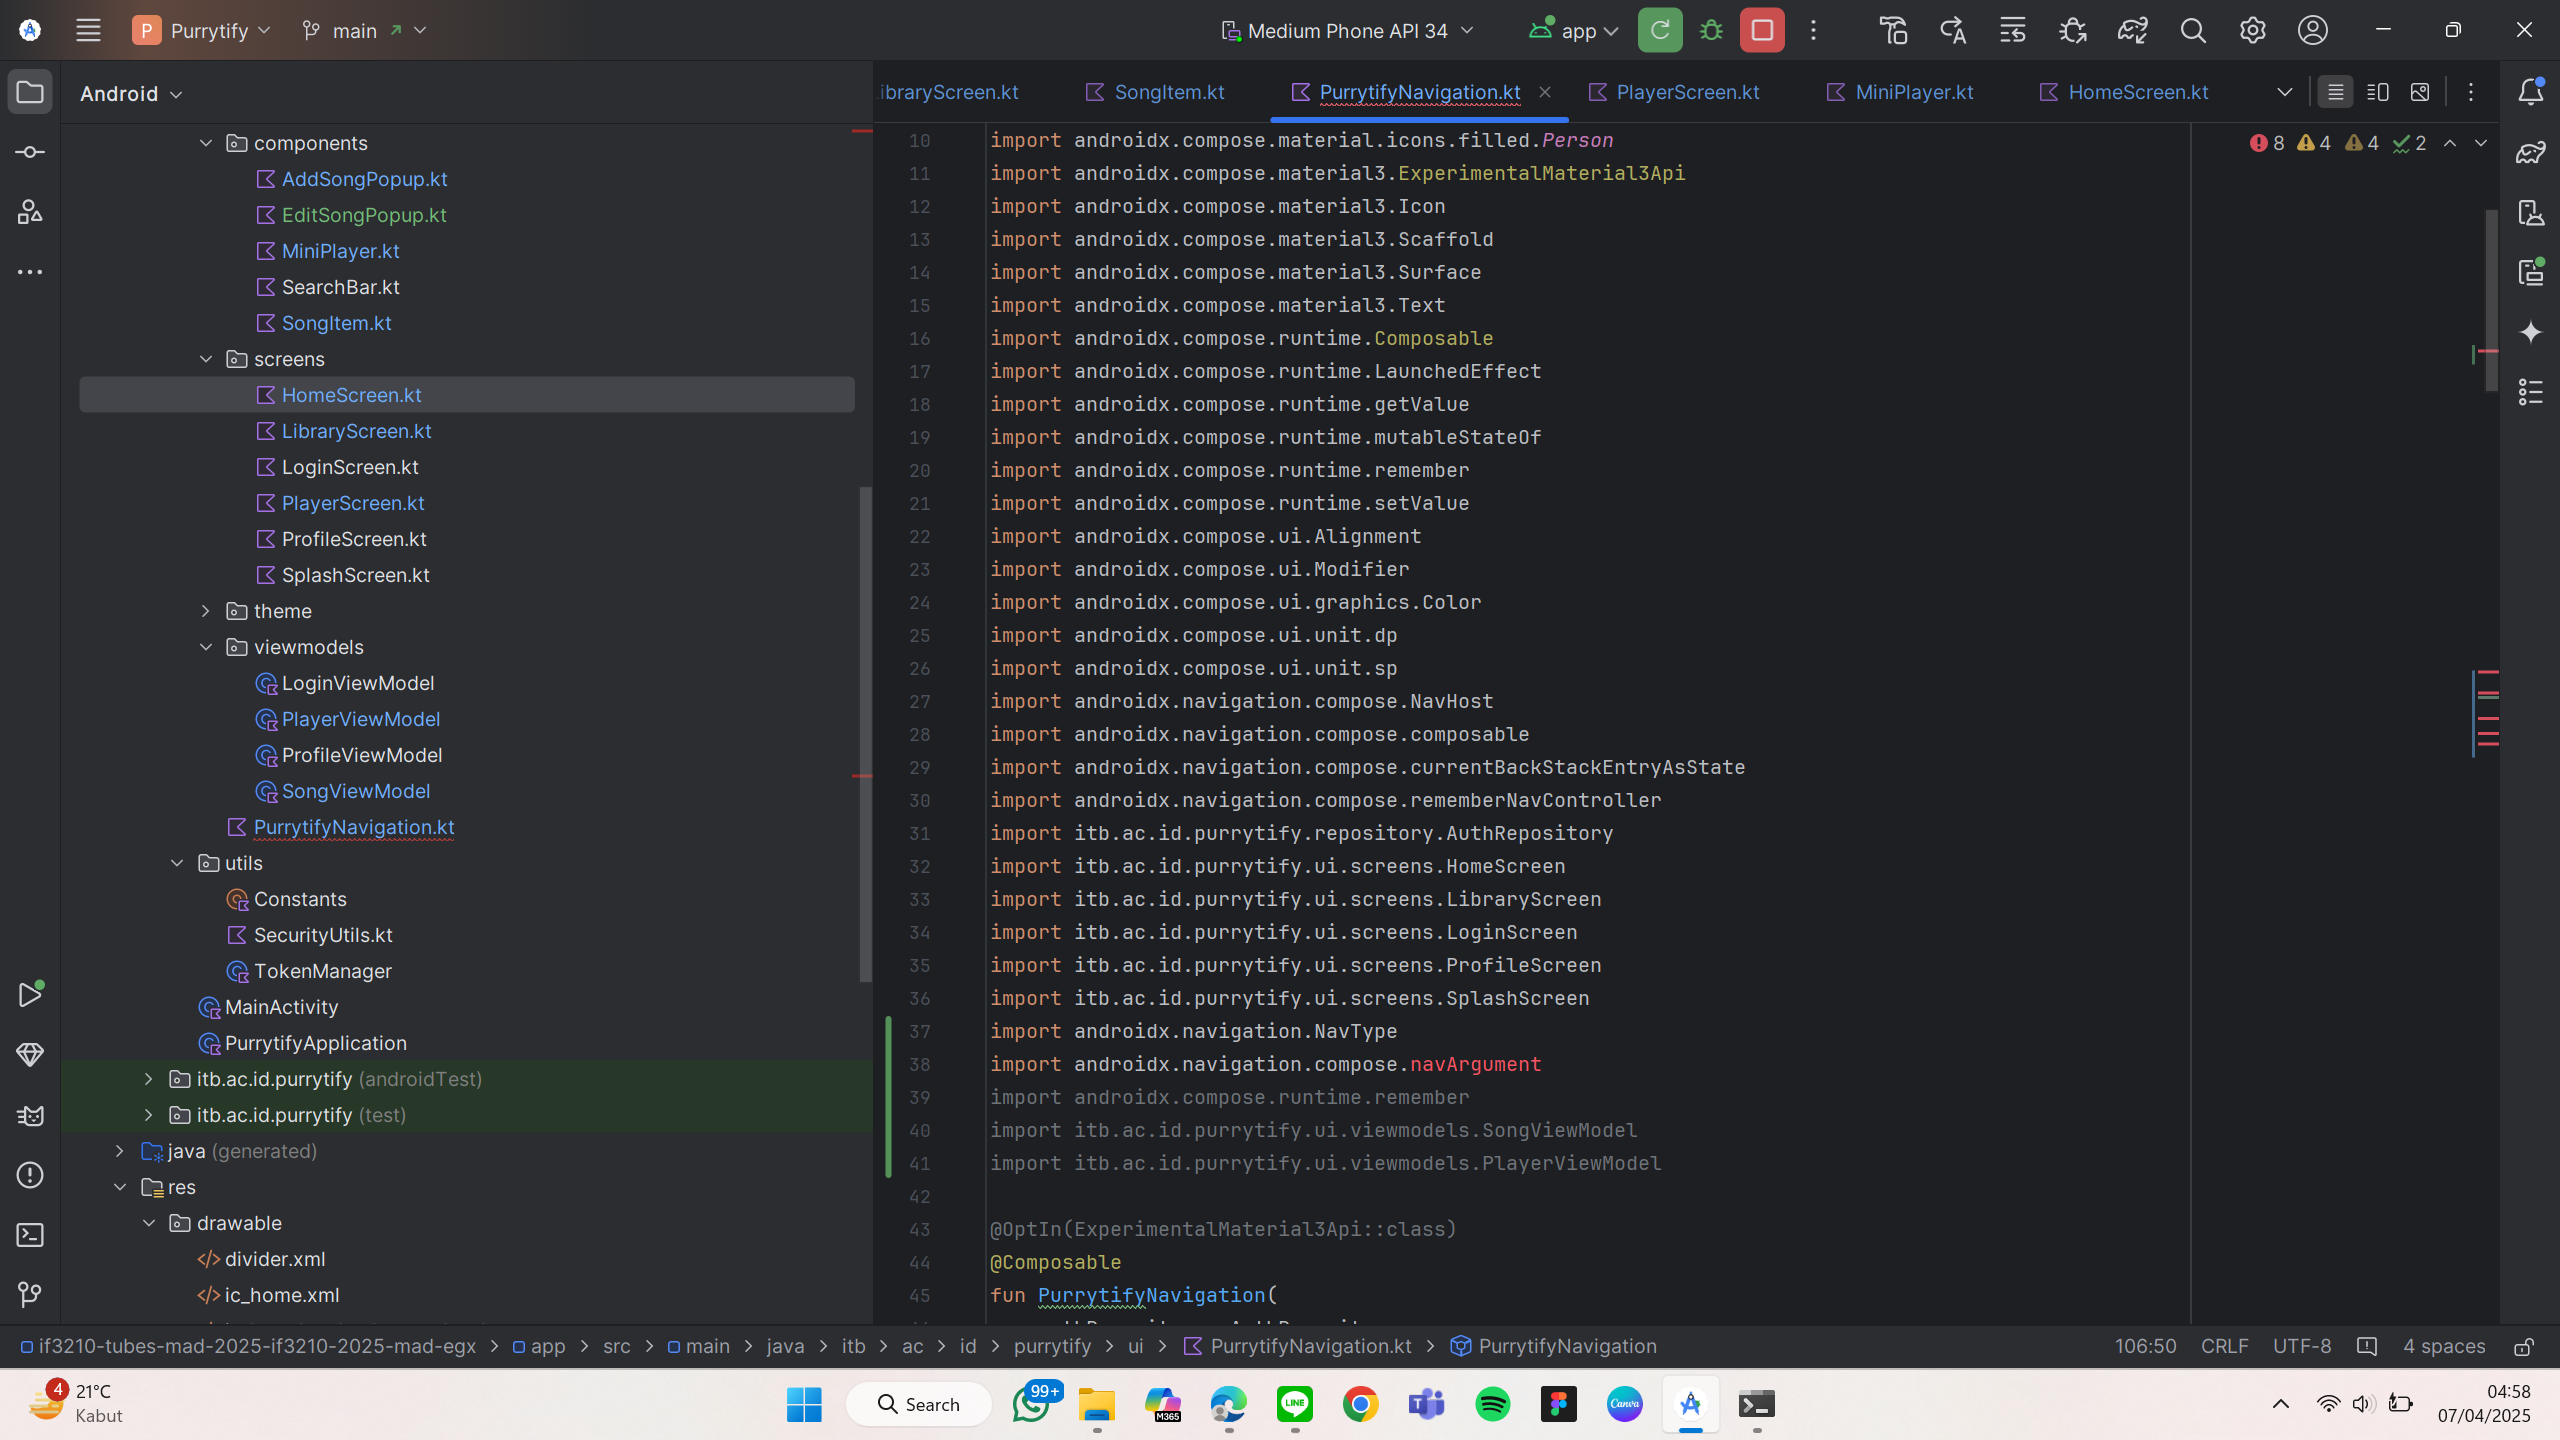 P Purrytify main Medium Phone API 34 app
Android
ibraryScreen.kt SongItem.kt PurrytifyNavigation.kt PlayerScreen.kt MiniPlayer.kt HomeScreen.kt
components
AddSongPopup.kt
EditSongPopup.kt
MiniPlayer.kt
SearchBar.kt
SongItem.kt
screens
HomeScreen.kt
LibraryScreen.kt
LoginScreen.kt
PlayerScreen.kt
ProfileScreen.kt
SplashScreen.kt
theme
viewmodels
LoginViewModel
PlayerViewModel
ProfileViewModel
SongViewModel
PurrytifyNavigation.kt
utils
Constants
SecurityUtils.kt
TokenManager
MainActivity
PurrytifyApplication
itb.ac.id.purrytify (androidTest)
itb.ac.id.purrytify (test)
java (generated)
res
drawable
divider.xml
ic_home.xml
8 4 4 2
10 import androidx.compose.material.icons.filled.Person
11 import androidx.compose.material3.ExperimentalMaterial3Api
12 import androidx.compose.material3.Icon
13 import androidx.compose.material3.Scaffold
14 import androidx.compose.material3.Surface
15 import androidx.compose.material3.Text
16 import androidx.compose.runtime.Composable
17 import androidx.compose.runtime.LaunchedEffect
18 import androidx.compose.runtime.getValue
19 import androidx.compose.runtime.mutableStateOf
20 import androidx.compose.runtime.remember
21 import androidx.compose.runtime.setValue
22 import androidx.compose.ui.Alignment
23 import androidx.compose.ui.Modifier
24 import androidx.compose.ui.graphics.Color
25 import androidx.compose.ui.unit.dp
26 import androidx.compose.ui.unit.sp
27 import androidx.navigation.compose.NavHost
28 import androidx.navigation.compose.composable
29 import androidx.navigation.compose.currentBackStackEntryAsState
30 import androidx.navigation.compose.rememberNavController
31 import itb.ac.id.purrytify.repository.AuthRepository
32 import itb.ac.id.purrytify.ui.screens.HomeScreen
33 import itb.ac.id.purrytify.ui.screens.LibraryScreen
34 import itb.ac.id.purrytify.ui.screens.LoginScreen
35 import itb.ac.id.purrytify.ui.screens.ProfileScreen
36 import itb.ac.id.purrytify.ui.screens.SplashScreen
37 import androidx.navigation.NavType
38 import androidx.navigation.compose.navArgument
39 import androidx.compose.runtime.remember
40 import itb.ac.id.purrytify.ui.viewmodels.SongViewModel
41 import itb.ac.id.purrytify.ui.viewmodels.PlayerViewModel
42
43 @OptIn(ExperimentalMaterial3Api::class)
44 @Composable
45 fun PurrytifyNavigation(
if3210-tubes-mad-2025-if3210-2025-mad-egx app src main java itb ac id purrytify ui PurrytifyNavigation.kt PurrytifyNavigation 106:50 CRLF UTF-8 4 spaces
4
21°C
Kabut
Search
99+
M365
Canva
04:58
07/04/2025